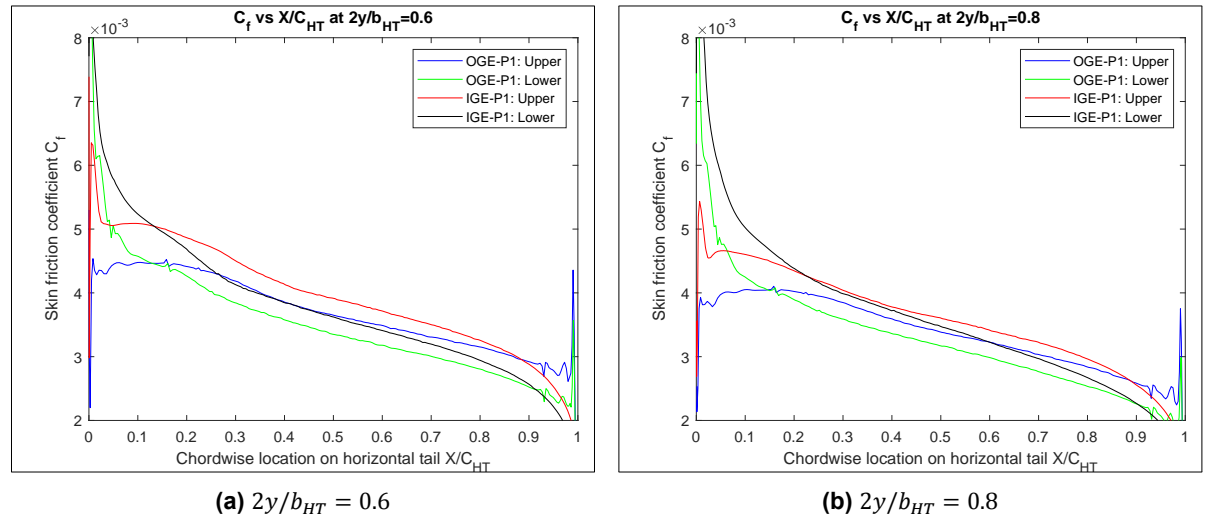 C_f vs X/C_HT at 2y/b_HT=0.6
×10^-3
8
7
6
5
4
3
2
Skin friction coefficient C_f
OGE-P1: Upper
OGE-P1: Lower
IGE-P1: Upper
IGE-P1: Lower
0 0.1 0.2 0.3 0.4 0.5 0.6 0.7 0.8 0.9 1
Chordwise location on horizontal tail X/C_HT
(a) 2y/b_HT = 0.6
C_f vs X/C_HT at 2y/b_HT=0.8
×10^-3
8
7
6
5
4
3
2
Skin friction coefficient C_f
OGE-P1: Upper
OGE-P1: Lower
IGE-P1: Upper
IGE-P1: Lower
0 0.1 0.2 0.3 0.4 0.5 0.6 0.7 0.8 0.9 1
Chordwise location on horizontal tail X/C_HT
(b) 2y/b_HT = 0.8